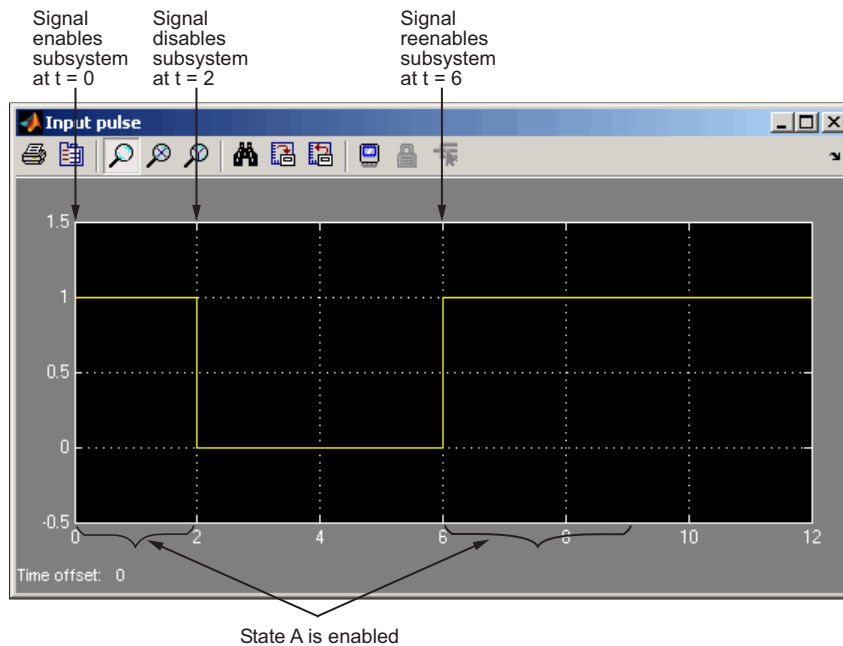 Signal
enables
subsystem
at t = 0
Signal
disables
subsystem
at t = 2
Signal
reenables
subsystem
at t = 6
Input pulse
1.5
1
0.5
0
-0.5
0
2
4
6
8
10
12
Time offset: 0
State A is enabled